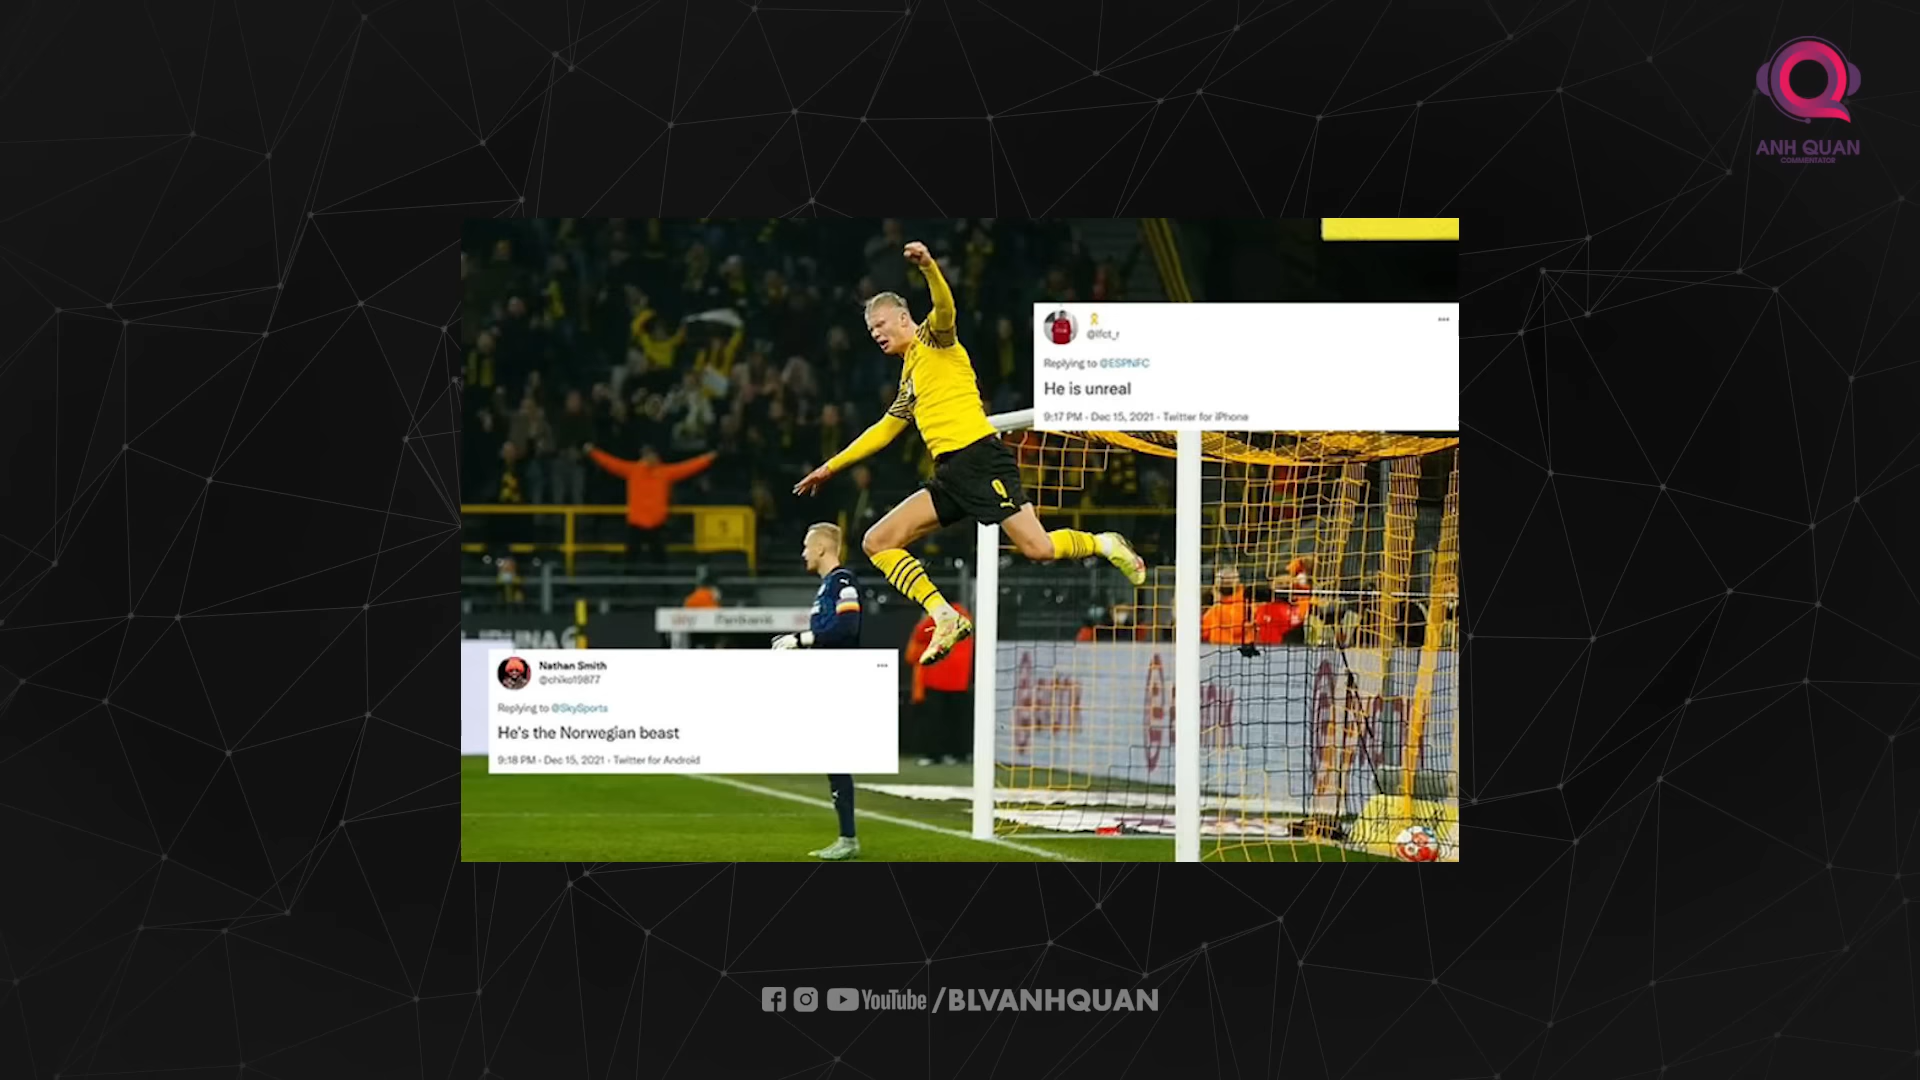 ANH QUAN
COMMENTATOR
@lfct_r
Replying to @ESPNFC
He is unreal
9:17 PM · Dec 15, 2021 · Twitter for iPhone
9
Nathan Smith
@chiko19877
Replying to @SkySports
He's the Norwegian beast
9:18 PM · Dec 15, 2021 · Twitter for Android
YouTube /BLVANHQUAN